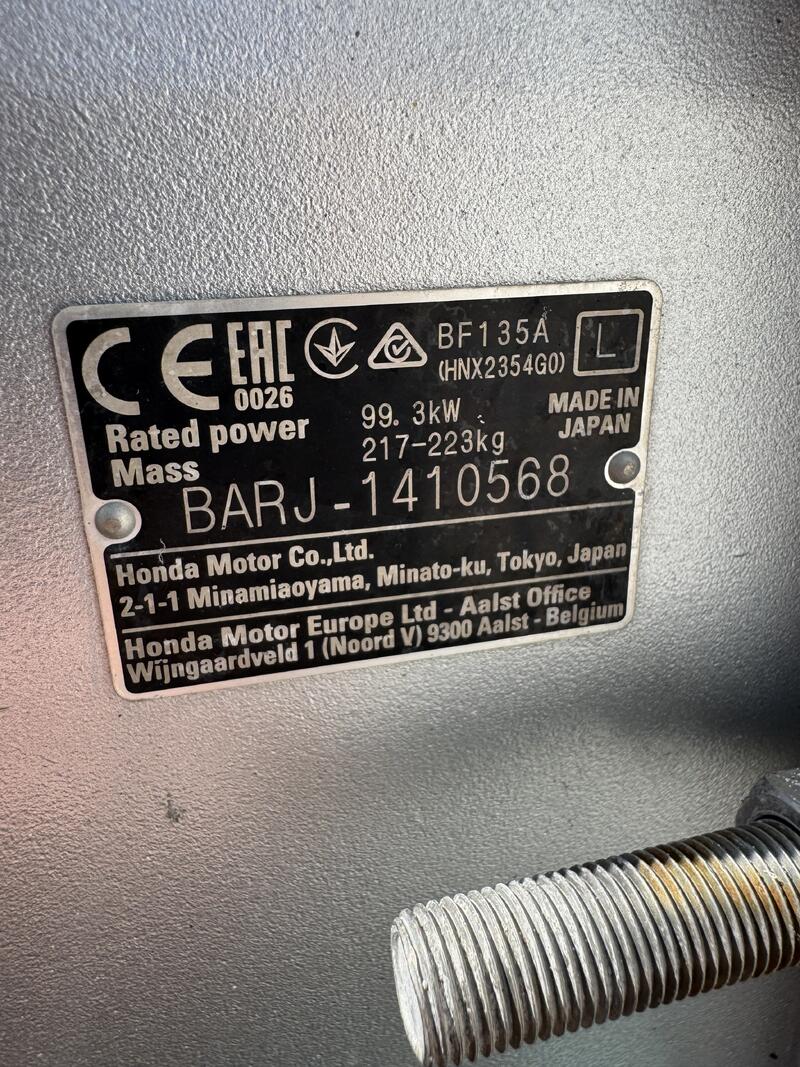 CE EAC BF135A L
0026 (HNX2354G0)
Rated power 99.3kW MADE IN
Mass 217-223kg JAPAN
BARJ-1410568
Honda Motor Co.,Ltd.
2-1-1 Minamiaoyama, Minato-ku, Tokyo, Japan
Honda Motor Europe Ltd - Aalst Office
Wijngaardveld 1 (Noord V) 9300 Aalst - Belgium